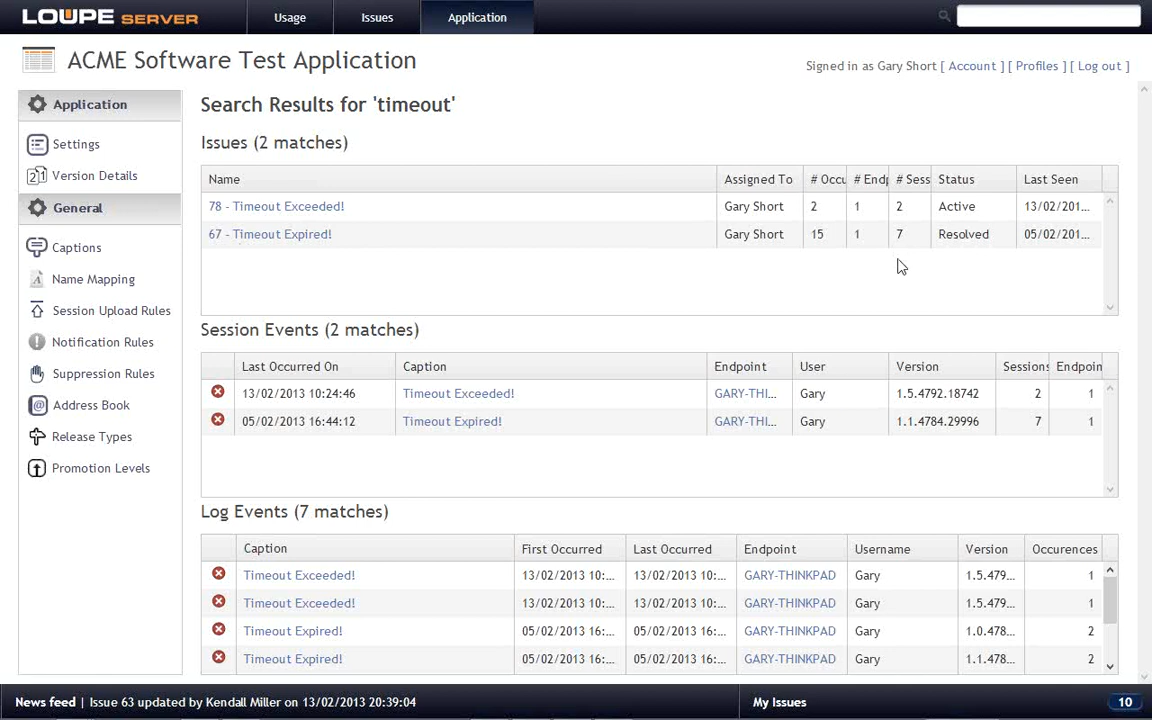 LOUPE SERVER
Usage
Issues
Application
ACME Software Test Application
Signed in as Gary Short [ Account ] [ Profiles ] [ Log out ]
Application
Settings
Version Details
General
Captions
Name Mapping
Session Upload Rules
Notification Rules
Suppression Rules
Address Book
Release Types
Promotion Levels
Search Results for 'timeout'
Issues (2 matches)
Name Assigned To # Occu # Endp # Sess Status Last Seen
78 - Timeout Exceeded! Gary Short 2 1 2 Active 13/02/201...
67 - Timeout Expired! Gary Short 15 1 7 Resolved 05/02/201...
Session Events (2 matches)
Last Occurred On Caption Endpoint User Version Sessions Endpoin
13/02/2013 10:24:46 Timeout Exceeded! GARY-THI... Gary 1.5.4792.18742 2 1
05/02/2013 16:44:12 Timeout Expired! GARY-THI... Gary 1.1.4784.29996 7 1
Log Events (7 matches)
Caption First Occurred Last Occurred Endpoint Username Version Occurences
Timeout Exceeded! 13/02/2013 10:... 13/02/2013 10:... GARY-THINKPAD Gary 1.5.479... 1
Timeout Exceeded! 13/02/2013 10:... 13/02/2013 10:... GARY-THINKPAD Gary 1.5.479... 1
Timeout Expired! 05/02/2013 16:... 05/02/2013 16:... GARY-THINKPAD Gary 1.0.478... 2
Timeout Expired! 05/02/2013 16:... 05/02/2013 16:... GARY-THINKPAD Gary 1.1.478... 2
News feed | Issue 63 updated by Kendall Miller on 13/02/2013 20:39:04
My Issues 10